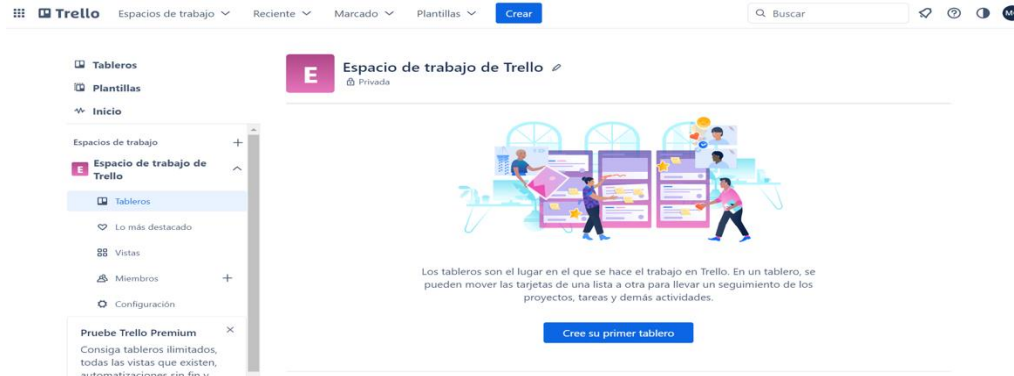 Trello Espacios de trabajo Reciente Marcado Plantillas Crear Buscar
Tableros
Plantillas
Inicio
Espacios de trabajo
Espacio de trabajo de
Trello
Tableros
Lo más destacado
Vistas
Miembros
Configuración
Pruebe Trello Premium
Consiga tableros ilimitados,
todas las vistas que existen,
automatizaciones sin fin y
E
Espacio de trabajo de Trello
Privada
Los tableros son el lugar en el que se hace el trabajo en Trello. En un tablero, se
pueden mover las tarjetas de una lista a otra para llevar un seguimiento de los
proyectos, tareas y demás actividades.
Cree su primer tablero